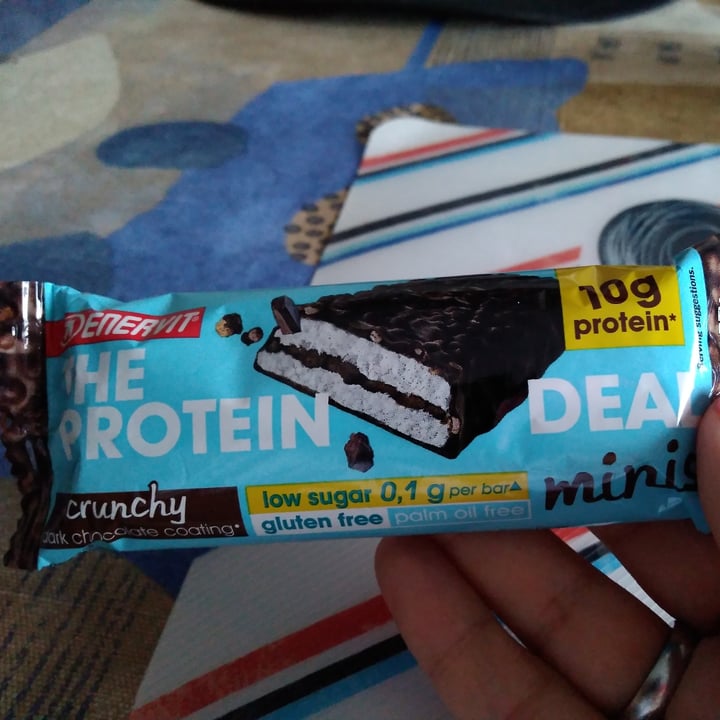 ENERVIT
THE
PROTEIN
DEAL
minis
crunchy
dark chocolate coating*
low sugar 0,1 g per bar▲
gluten free palm oil free
10g
protein*
Serving suggestions.